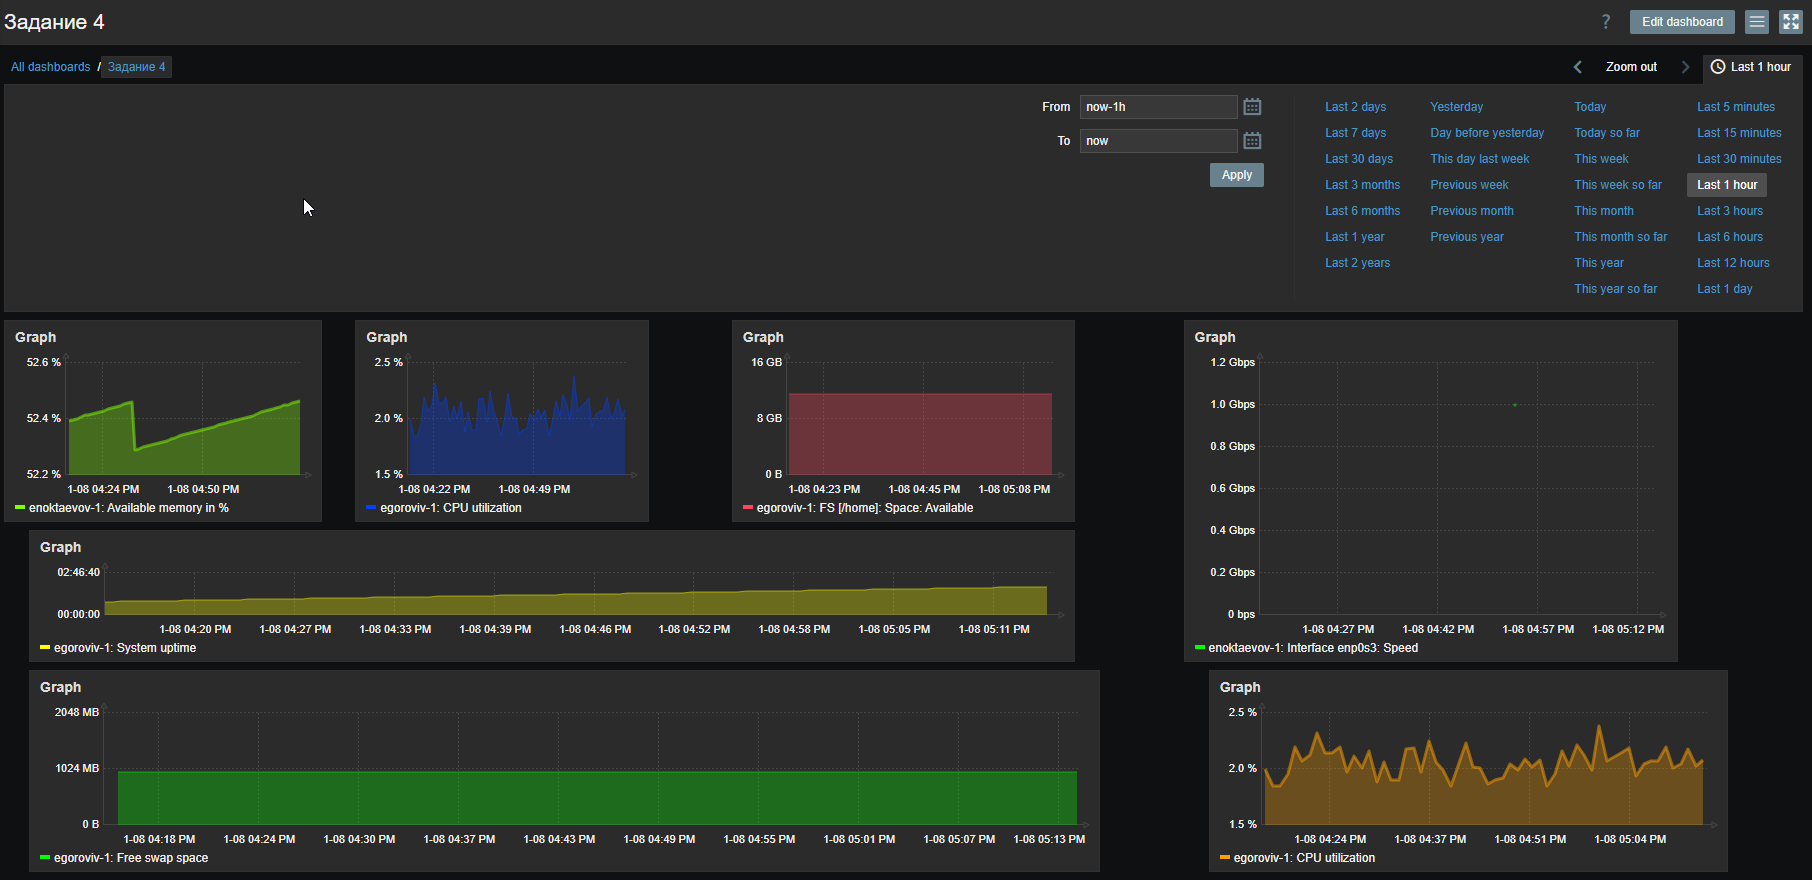 Задание 4
? Edit dashboard
All dashboards / Задание 4
Zoom out
Last 1 hour
From now-1h
To now
Apply
Last 2 days Yesterday Today Last 5 minutes
Last 7 days Day before yesterday Today so far Last 15 minutes
Last 30 days This day last week This week Last 30 minutes
Last 3 months Previous week This week so far Last 1 hour
Last 6 months Previous month This month Last 3 hours
Last 1 year Previous year This month so far Last 6 hours
Last 2 years This year Last 12 hours
This year so far Last 1 day
Graph
52.6 %
52.4 %
52.2 %
1-08 04:24 PM 1-08 04:50 PM
enoktaevov-1: Available memory in %
Graph
2.5 %
2.0 %
1.5 %
1-08 04:22 PM 1-08 04:49 PM
egoroviv-1: CPU utilization
Graph
16 GB
8 GB
0 B
1-08 04:23 PM 1-08 04:45 PM 1-08 05:08 PM
egoroviv-1: FS [/home]: Space: Available
Graph
1.2 Gbps
1.0 Gbps
0.8 Gbps
0.6 Gbps
0.4 Gbps
0.2 Gbps
0 bps
1-08 04:27 PM 1-08 04:42 PM 1-08 04:57 PM 1-08 05:12 PM
enoktaevov-1: Interface enp0s3: Speed
Graph
02:46:40
00:00:00
1-08 04:20 PM 1-08 04:27 PM 1-08 04:33 PM 1-08 04:39 PM 1-08 04:46 PM 1-08 04:52 PM 1-08 04:58 PM 1-08 05:05 PM 1-08 05:11 PM
egoroviv-1: System uptime
Graph
2048 MB
1024 MB
0 B
1-08 04:18 PM 1-08 04:24 PM 1-08 04:30 PM 1-08 04:37 PM 1-08 04:43 PM 1-08 04:49 PM 1-08 04:55 PM 1-08 05:01 PM 1-08 05:07 PM 1-08 05:13 PM
egoroviv-1: Free swap space
Graph
2.5 %
2.0 %
1.5 %
1-08 04:24 PM 1-08 04:37 PM 1-08 04:51 PM 1-08 05:04 PM
egoroviv-1: CPU utilization